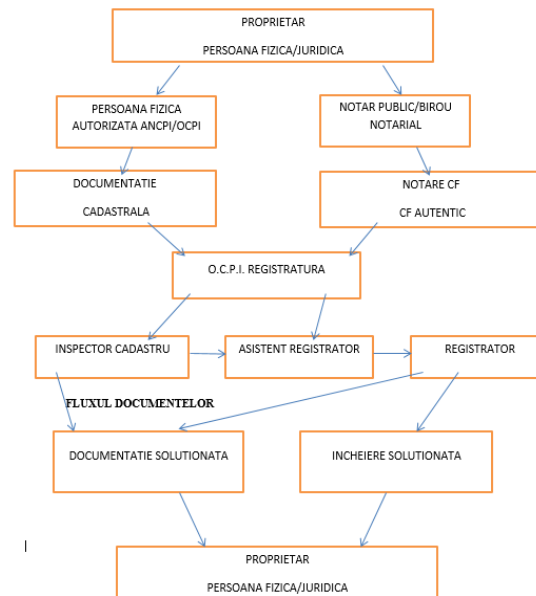 PROPRIETAR
PERSOANA FIZICA/JURIDICA
PERSOANA FIZICA
AUTORIZATA ANCPI/OCPI
NOTAR PUBLIC/BIROU
NOTARIAL
DOCUMENTATIE
CADASTRALA
NOTARE CF
CF AUTENTIC
O.C.P.I. REGISTRATURA
INSPECTOR CADASTRU
ASISTENT REGISTRATOR
REGISTRATOR
FLUXUL DOCUMENTELOR
DOCUMENTATIE SOLUTIONATA
INCHEIERE SOLUTIONATA
PROPRIETAR
PERSOANA FIZICA/JURIDICA